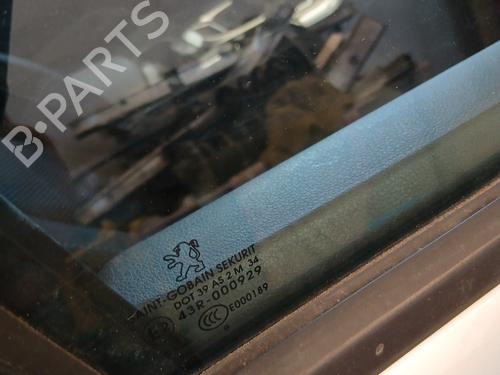 B-PARTS
SAINT-GOBAIN SEKURIT
DOT 39 AS 2 M 34
43R-000929
E000189